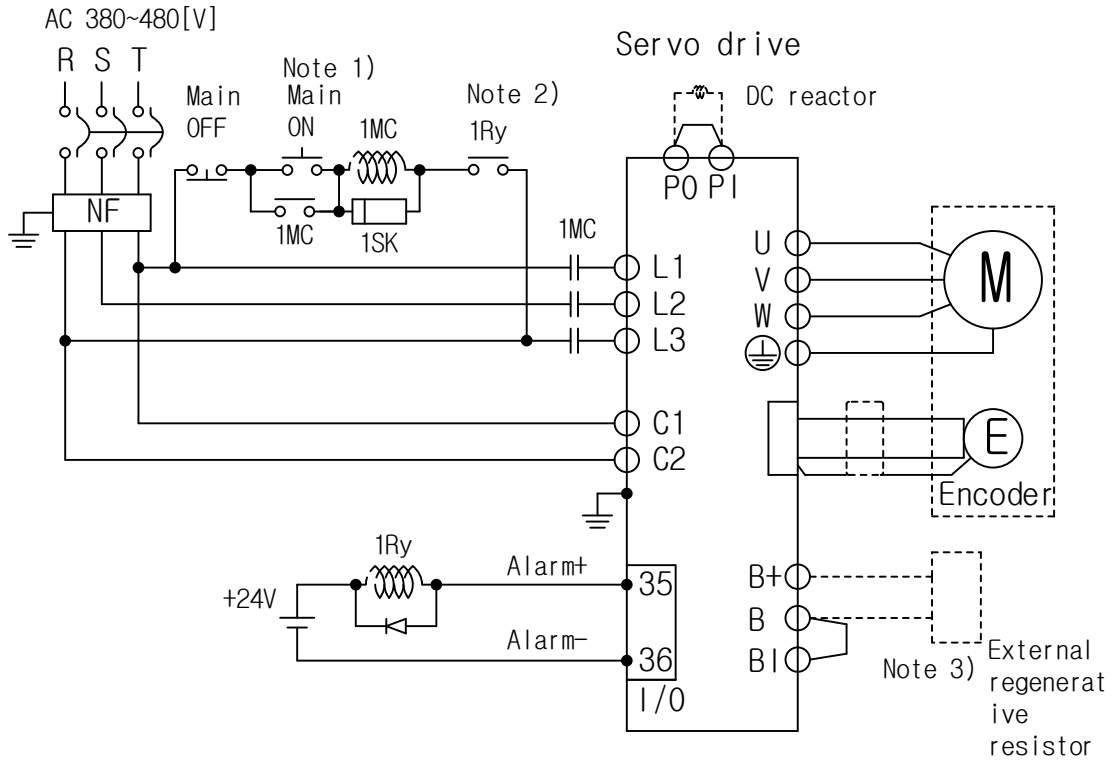 AC 380~480[V]
R S T
Servo drive
Note 1)
Main
OFF
Main
ON
1MC
Note 2)
1Ry
DC reactor
PO PI
NF
1MC
1SK
1MC
L1
L2
L3
C1
C2
U
V
W
M
E
Encoder
1Ry
+24V
Alarm+
Alarm-
35
36
I/O
B+
B
BI
Note 3)
External
regenerat
ive
resistor